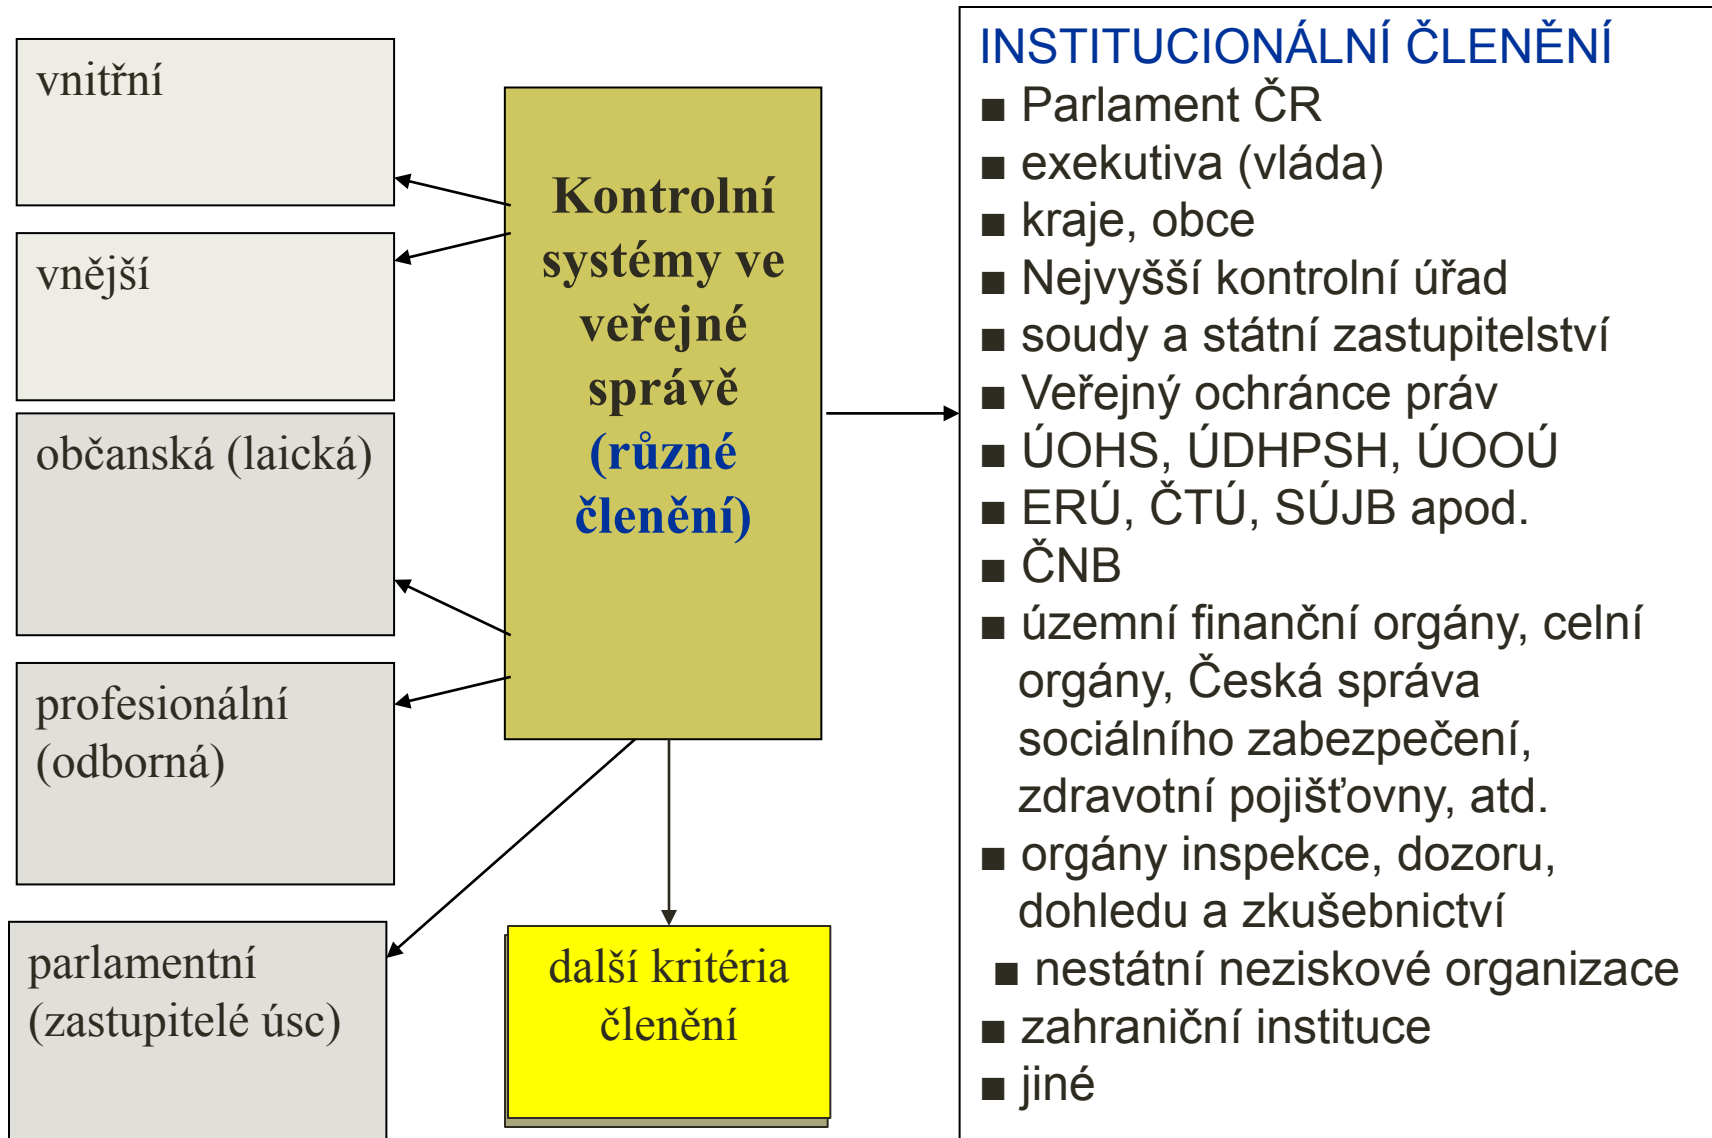 vnitřní
vnější
občanská (laická)
profesionální
(odborná)
parlamentní
(zastupitelé úsc)
Kontrolní
systémy ve
veřejné
správě
(různé
členění)
další kritéria
členění
INSTITUCIONÁLNÍ ČLENĚNÍ
■ Parlament ČR
■ exekutiva (vláda)
■ kraje, obce
■ Nejvyšší kontrolní úřad
■ soudy a státní zastupitelství
■ Veřejný ochránce práv
■ ÚOHS, ÚDHPSH, ÚOOÚ
■ ERÚ, ČTÚ, SÚJB apod.
■ ČNB
■ územní finanční orgány, celní
orgány, Česká správa
sociálního zabezpečení,
zdravotní pojišťovny, atd.
■ orgány inspekce, dozoru,
dohledu a zkušebnictví
■ nestátní neziskové organizace
■ zahraniční instituce
■ jiné